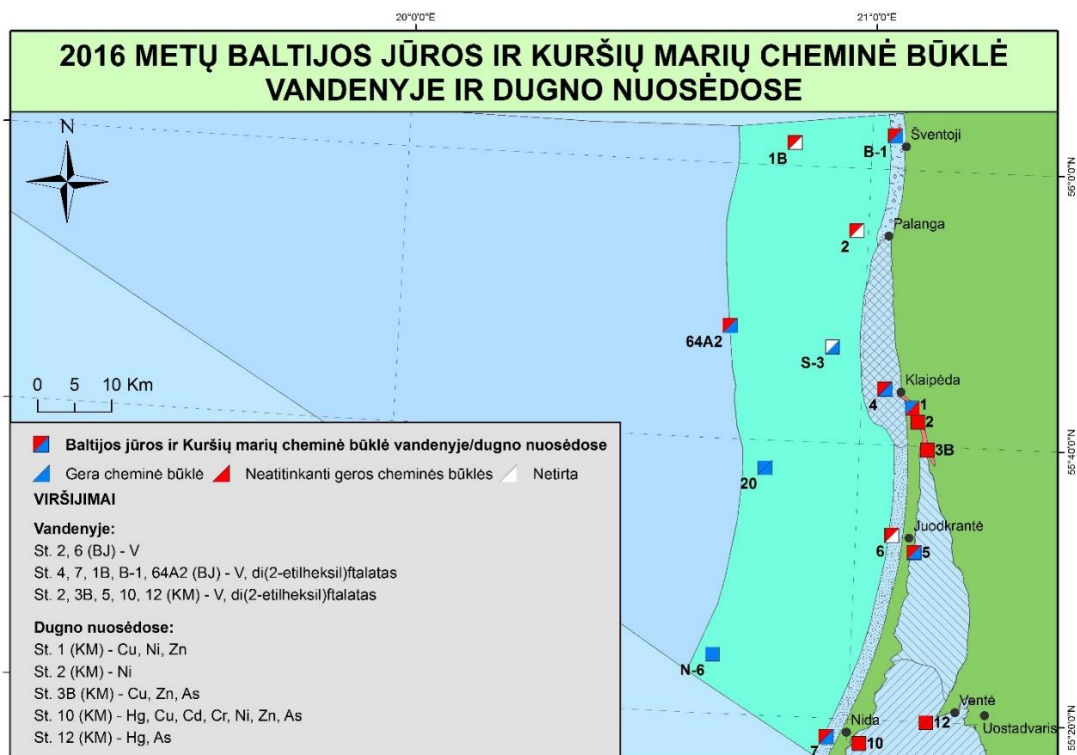 20°0'0"E
21°0'0"E
2016 METŲ BALTIJOS JŪROS IR KURŠIŲ MARIŲ CHEMINĖ BŪKLĖ
VANDENYJE IR DUGNO NUOSĖDOSE
N
1B
B-1
Šventoji
56°0'0"N
2
Palanga
64A2
S-3
0 5 10 Km
Klaipėda
4
1
2
3B
55°40'0"N
20
Juodkrantė
6
5
N-6
Ventė
12
Uostadvaris
Nida
7
10
55°20'0"N
Baltijos jūros ir Kuršių marių cheminė būklė vandenyje/dugno nuosėdose
Gera cheminė būklė Neatitinkanti geros cheminės būklės Netirta
VIRŠIJIMAI
Vandenyje:
St. 2, 6 (BJ) - V
St. 4, 7, 1B, B-1, 64A2 (BJ) - V, di(2-etilheksil)ftalatas
St. 2, 3B, 5, 10, 12 (KM) - V, di(2-etilheksil)ftalatas
Dugno nuosėdose:
St. 1 (KM) - Cu, Ni, Zn
St. 2 (KM) - Ni
St. 3B (KM) - Cu, Zn, As
St. 10 (KM) - Hg, Cu, Cd, Cr, Ni, Zn, As
St. 12 (KM) - Hg, As